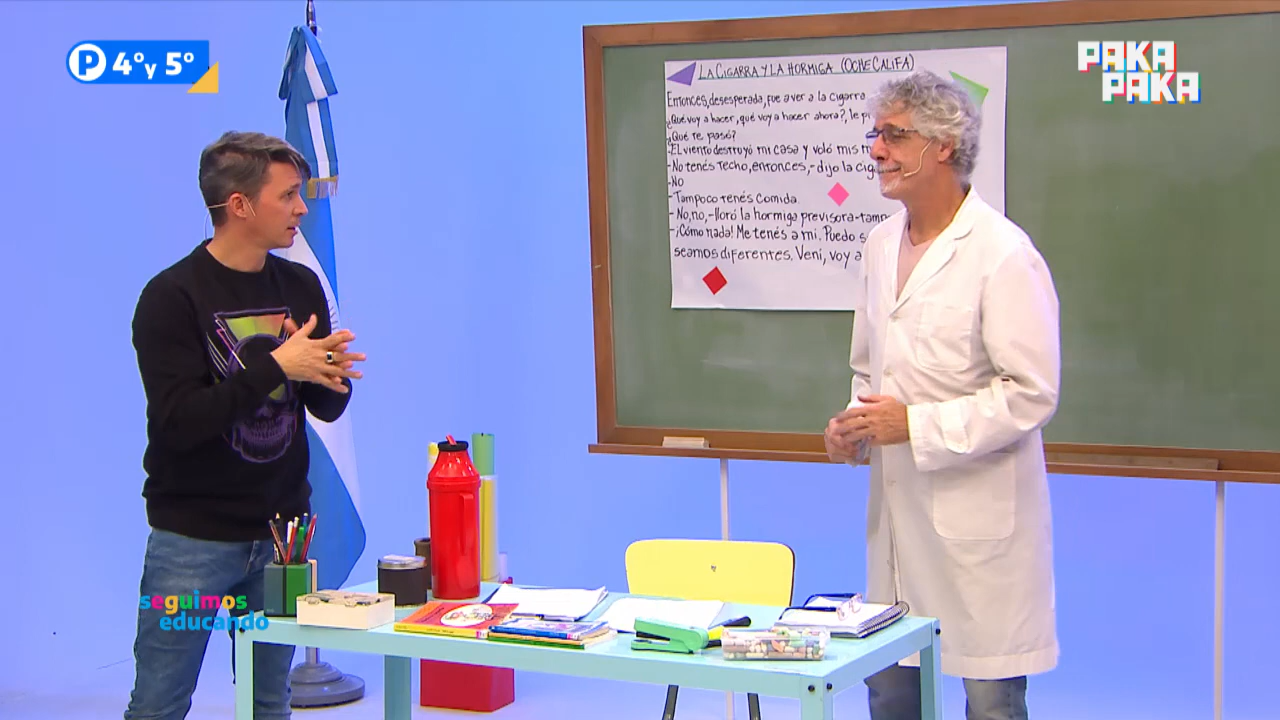 P 4º y 5º
PAKA
PAKA
LA CIGARRA Y LA HORMIGA (OCHE CALIFA)
Entonces, desesperada, fue a ver a la cigarra
¿Qué voy a hacer, qué voy a hacer ahora?, le
¿Qué te pasó?
-El viento destruyó mi casa y voló mis
-No tenés techo, entonces,- dijo la
-No
-Tampoco tenés comida.
-No, no, -lloró la hormiga previsora-
-¡Cómo nada! Me tenés a mi. Puedo
seamos diferentes. Vení, voy a
seguimos
educando